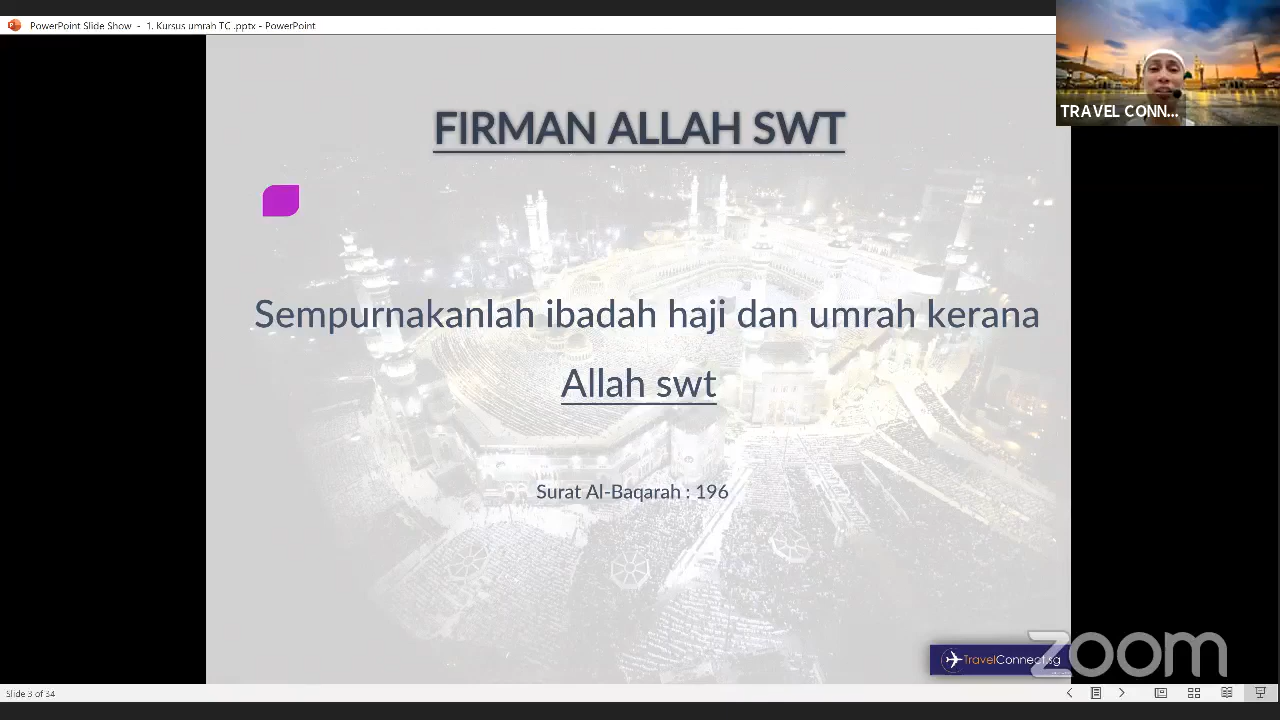 PowerPoint Slide Show - 1. Kursus umrah TC .pptx - PowerPoint
TRAVEL CONN...
FIRMAN ALLAH SWT
Sempurnakanlah ibadah haji dan umrah kerana
Allah swt
Surat Al-Baqarah : 196
TravelConnect.sg
zoom
Slide 3 of 34